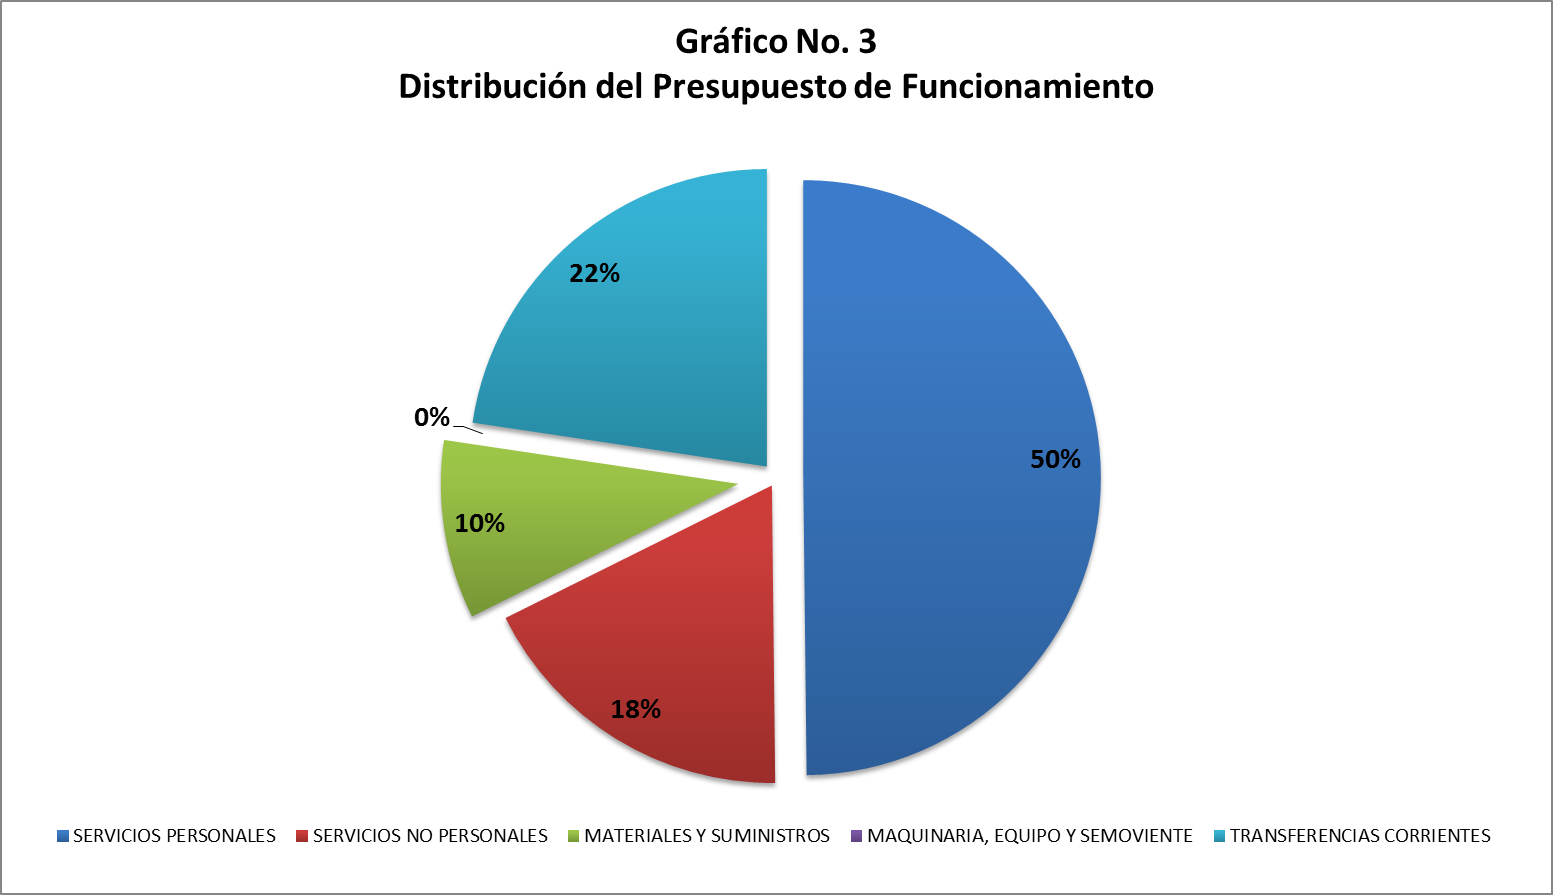 Gráfico No. 3
Distribución del Presupuesto de Funcionamiento
22%
0%
50%
10%
18%
SERVICIOS PERSONALES
SERVICIOS NO PERSONALES
MATERIALES Y SUMINISTROS
MAQUINARIA, EQUIPO Y SEMOVIENTE
TRANSFERENCIAS CORRIENTES